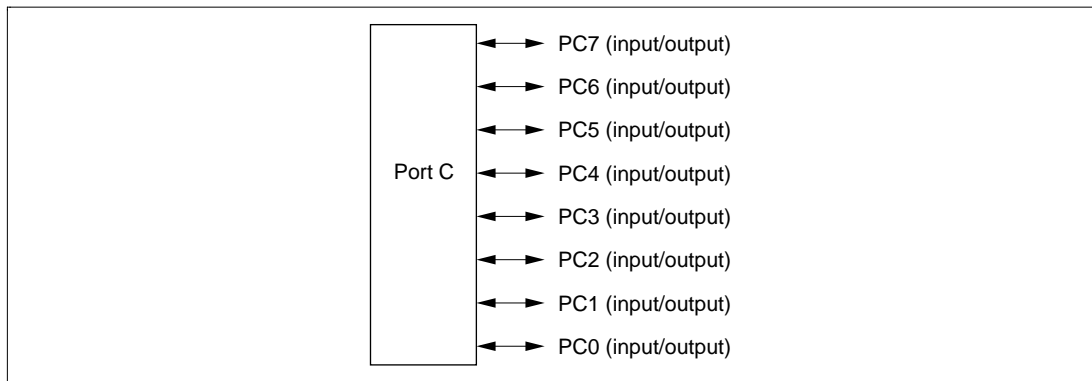 PC7 (input/output)
PC6 (input/output)
PC5 (input/output)
Port C
PC4 (input/output)
PC3 (input/output)
PC2 (input/output)
PC1 (input/output)
PC0 (input/output)